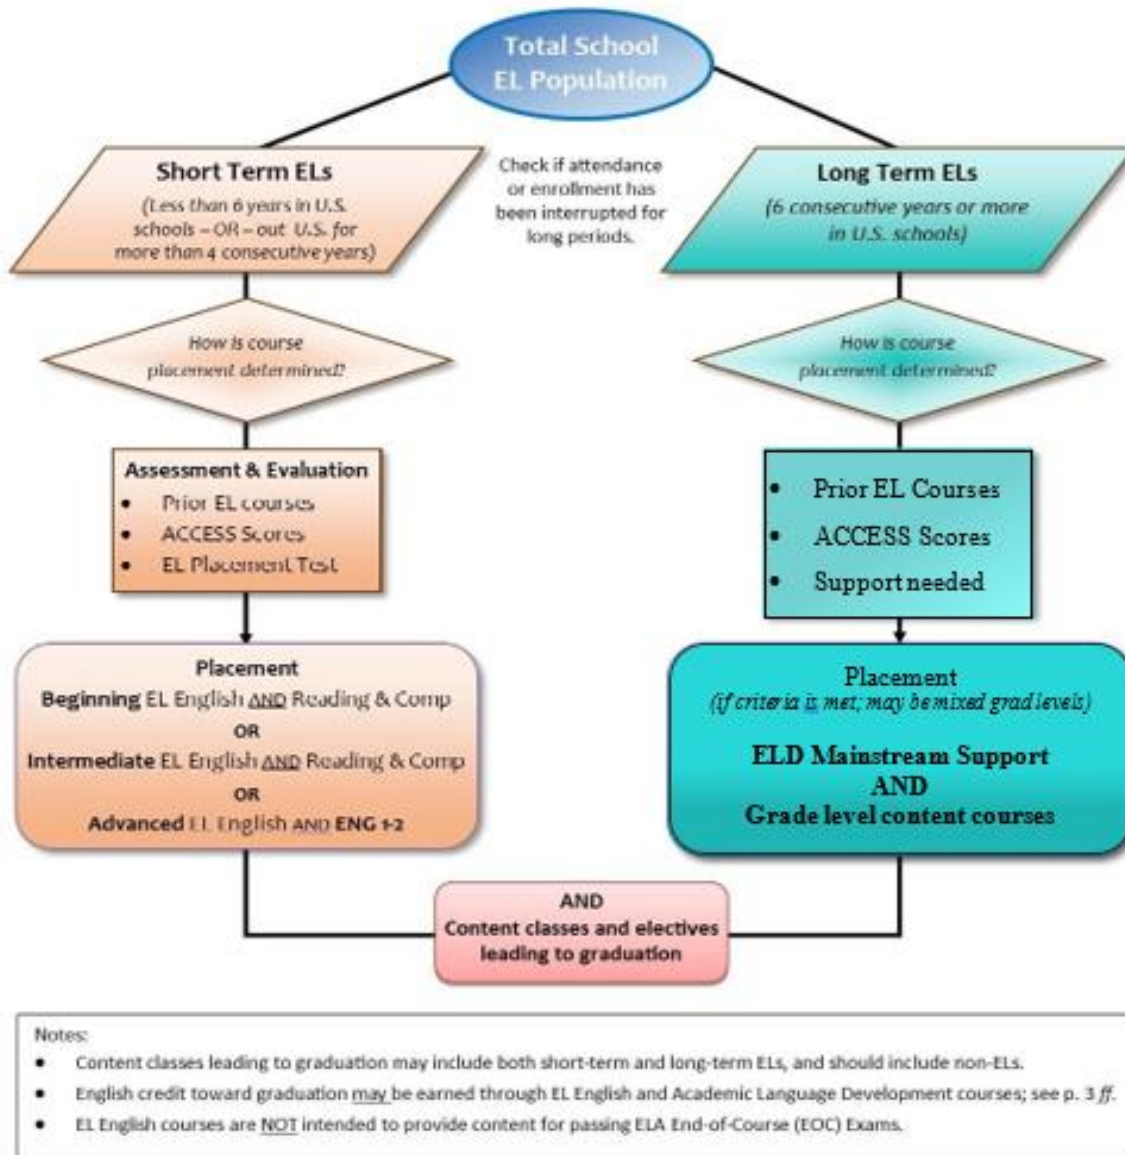 Total School
EL Population
Short Term ELs
(Less than 6 years in U.S.
schools – OR – out U.S. for
more than 4 consecutive years)
Check if attendance
or enrollment has
been interrupted for
long periods.
Long Term ELs
(6 consecutive years or more
in U.S. schools)
How is course
placement determined?
How is course
placement determined?
Assessment & Evaluation
• Prior EL courses
• ACCESS Scores
• EL Placement Test
• Prior EL Courses
• ACCESS Scores
• Support needed
Placement
Beginning EL English AND Reading & Comp
OR
Intermediate EL English AND Reading & Comp
OR
Advanced EL English AND ENG 1-2
Placement
(if criteria is met; may be mixed grad levels)
ELD Mainstream Support
AND
Grade level content courses
AND
Content classes and electives
leading to graduation
Notes:
• Content classes leading to graduation may include both short-term and long-term ELs, and should include non-ELs.
• English credit toward graduation may be earned through EL English and Academic Language Development courses; see p. 3 ff.
• EL English courses are NOT intended to provide content for passing ELA End-of-Course (EOC) Exams.